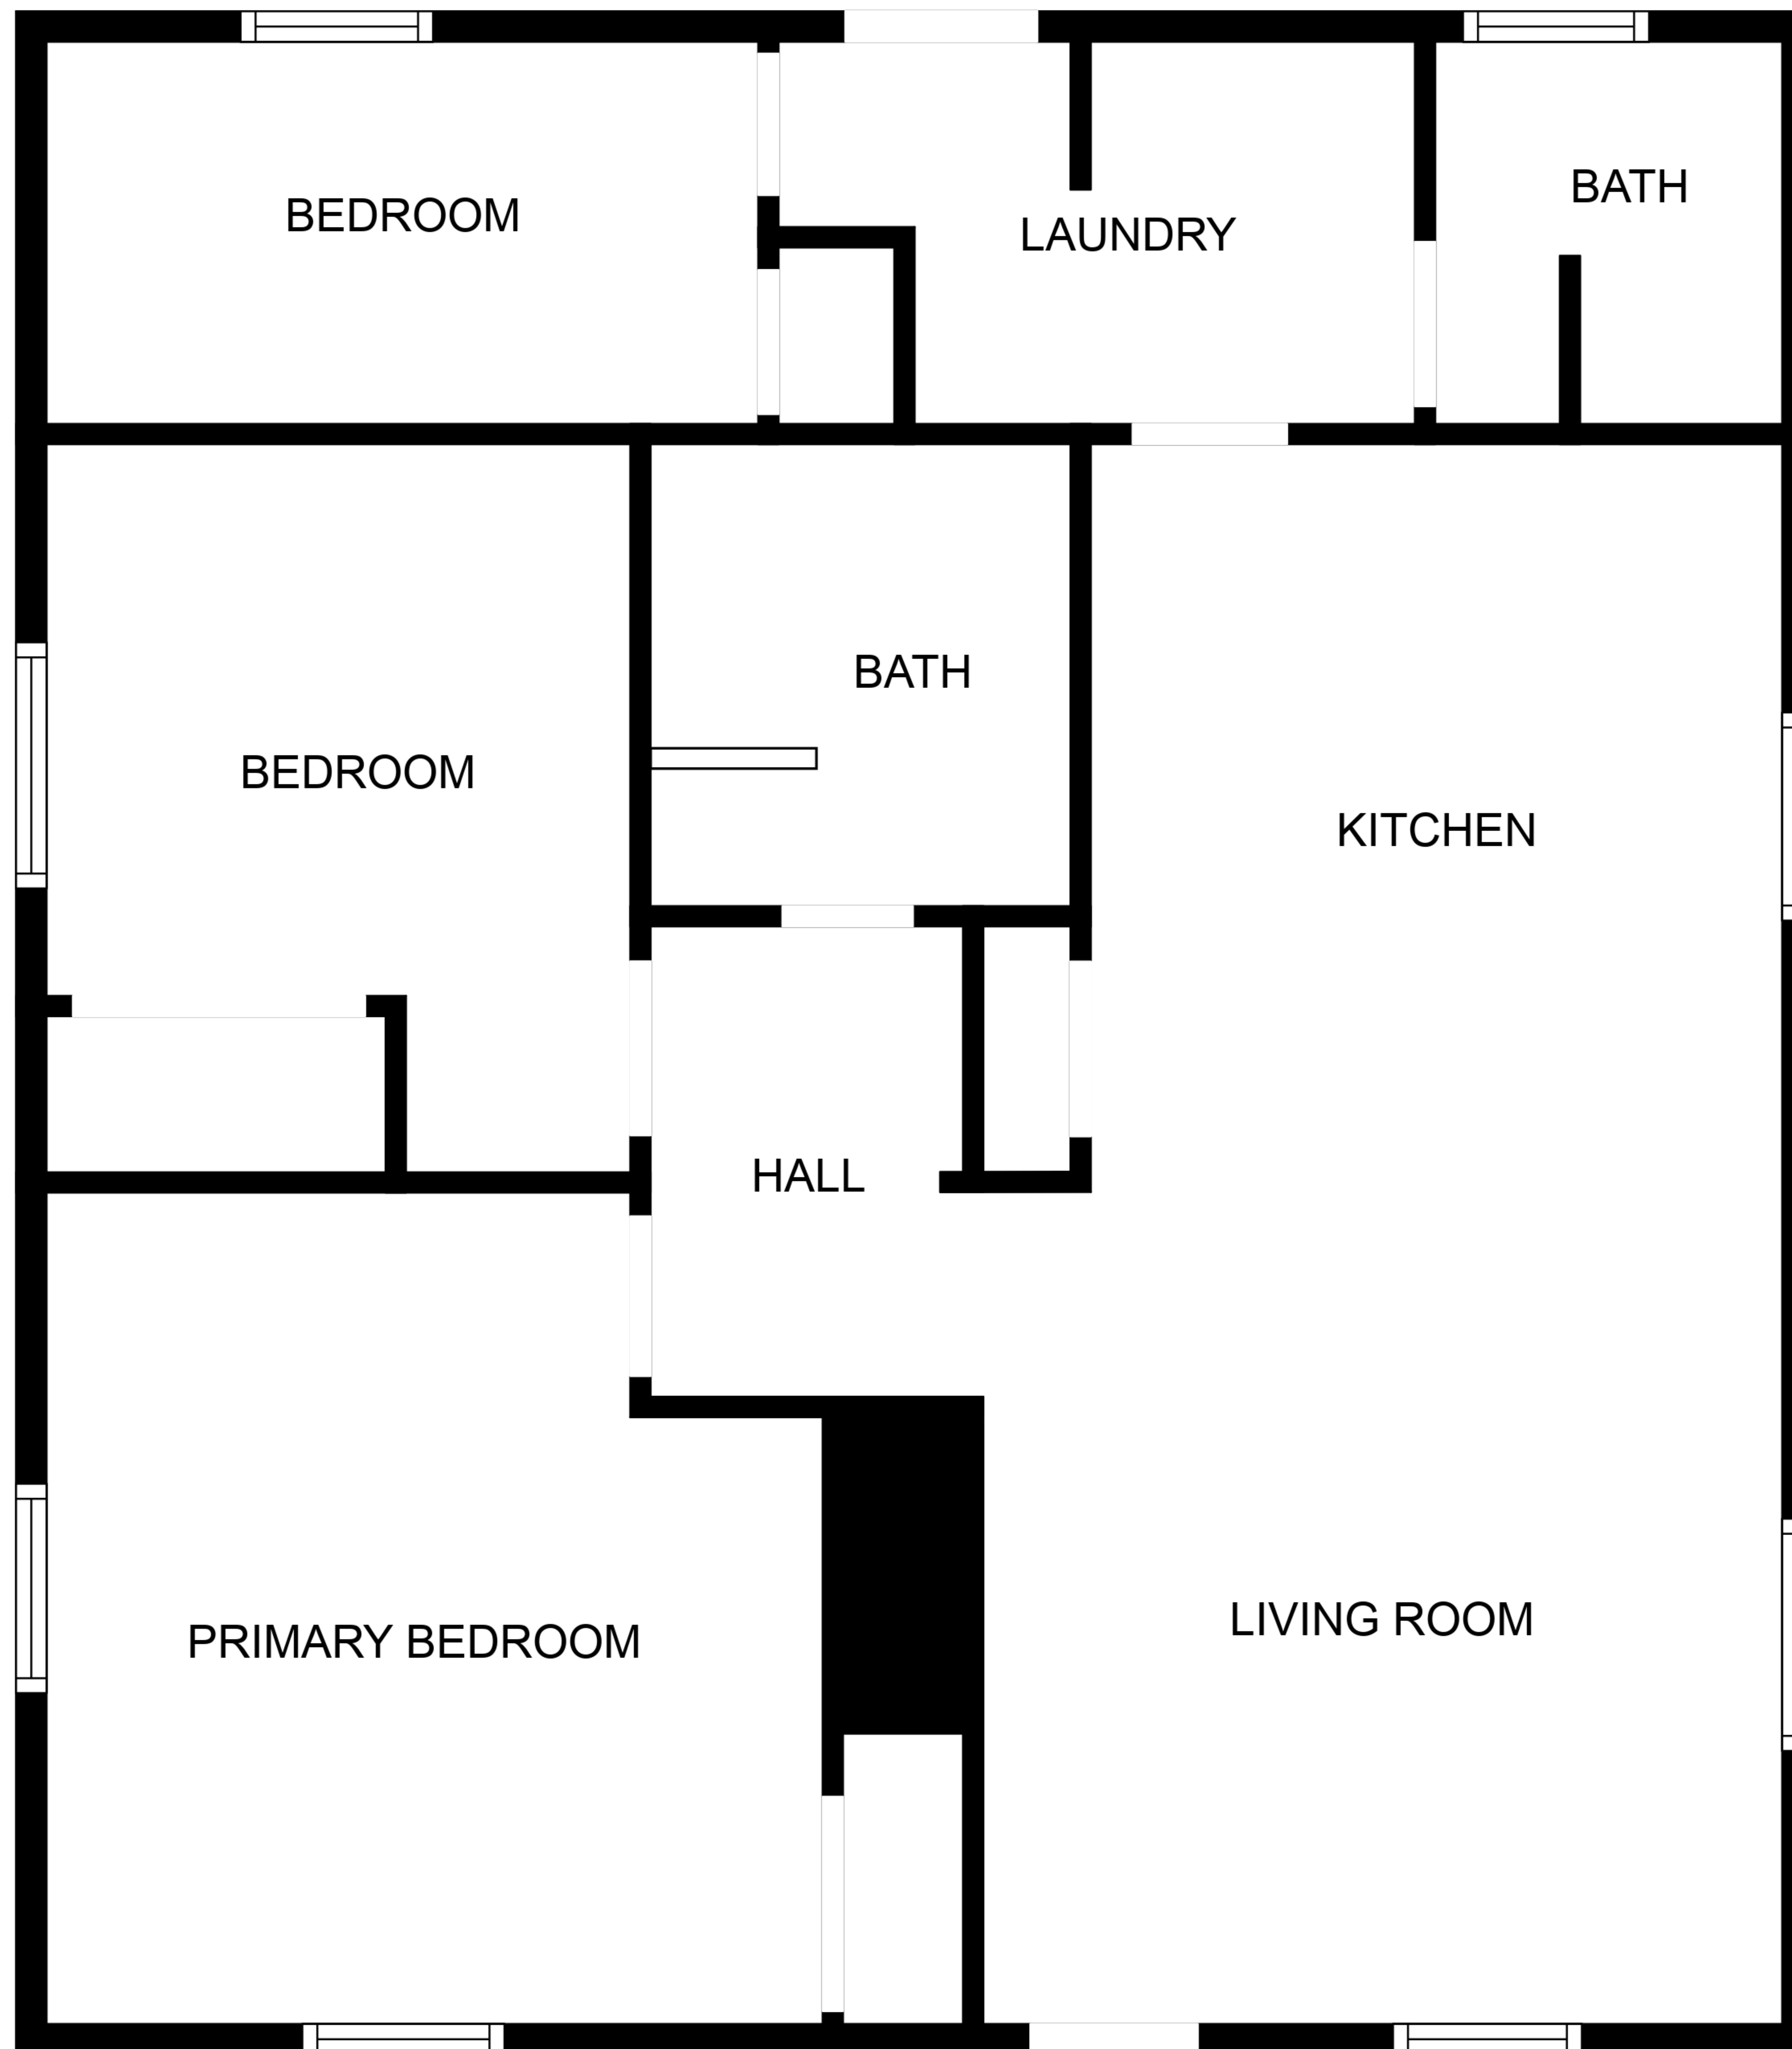 BATH
BEDROOM
LAUNDRY
BATH
BEDROOM
KITCHEN
HALL
LIVING ROOM
PRIMARY BEDROOM